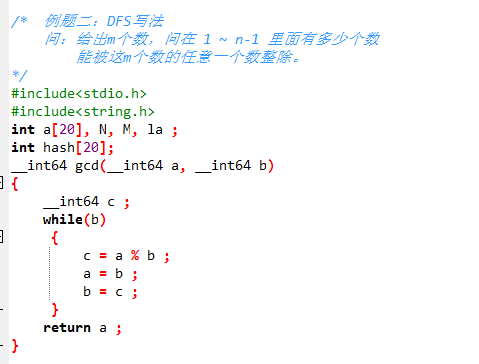 /*  例题二：DFS写法
    问：给出m个数，问在 1 ~ n-1 里面有多少个数
        能被这m个数的任意一个数整除。
*/
#include<stdio.h>
#include<string.h>
int a[20], N, M, la ;
int hash[20];
__int64 gcd(__int64 a, __int64 b)
{
    __int64 c ;
    while(b)
     {
         c = a % b ;
         a = b ;
         b = c ;
     }
    return a ;
}